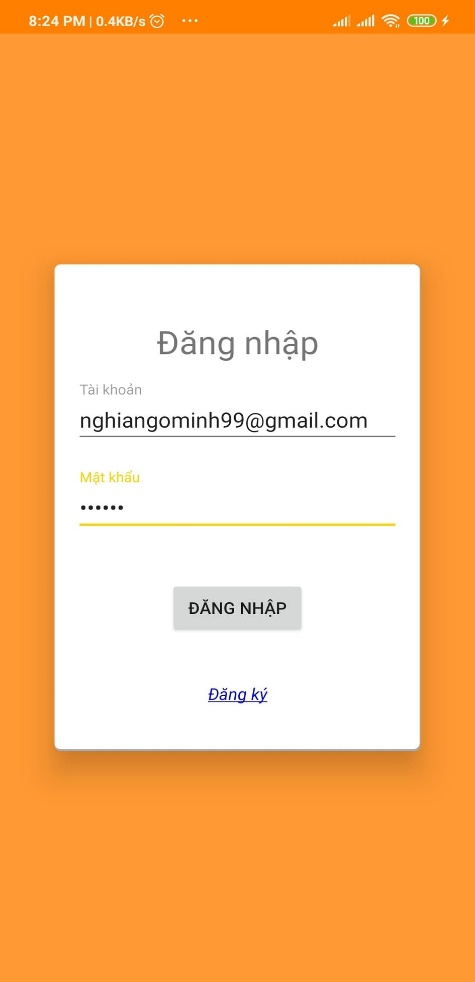 8:24 PM | 0.4KB/s ...
100
Đăng nhập
Tài khoản
nghiangominh99@gmail.com
Mật khẩu
••••••
ĐĂNG NHẬP
Đăng ký